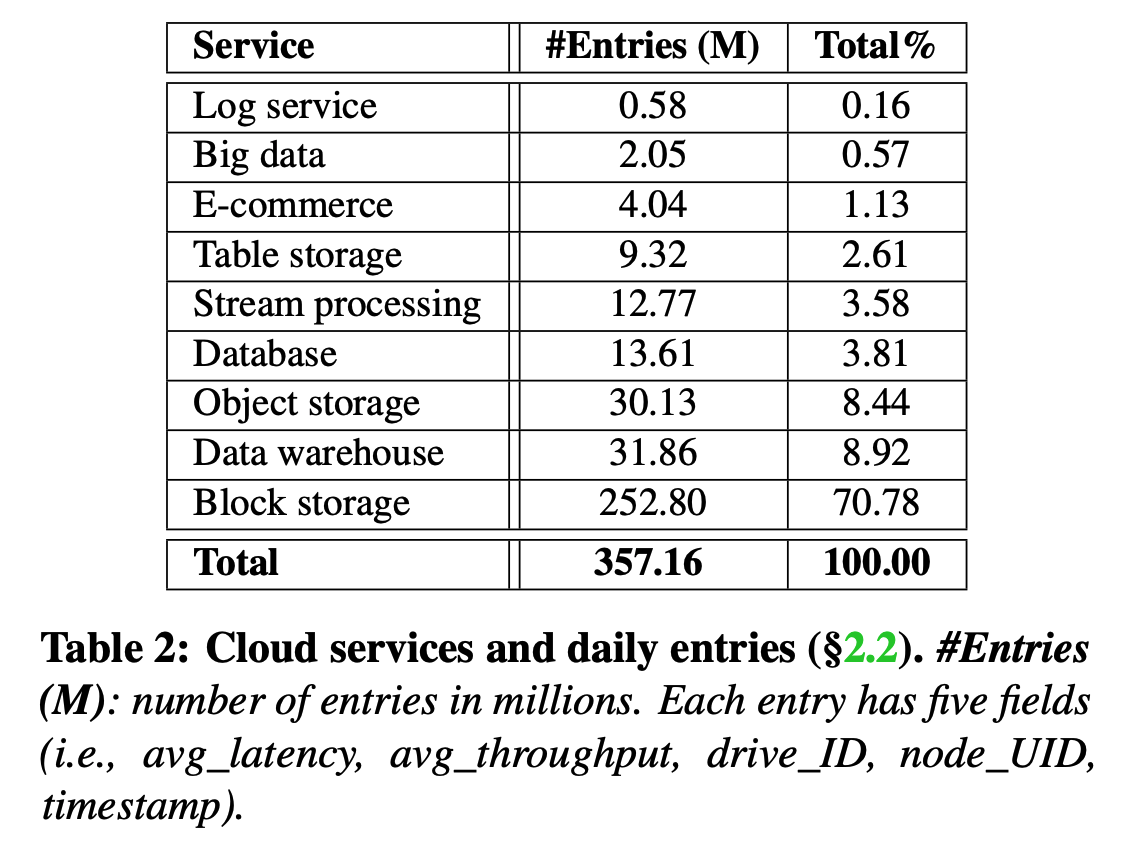 Service #Entries (M) Total%
Log service 0.58 0.16
Big data 2.05 0.57
E-commerce 4.04 1.13
Table storage 9.32 2.61
Stream processing 12.77 3.58
Database 13.61 3.81
Object storage 30.13 8.44
Data warehouse 31.86 8.92
Block storage 252.80 70.78
Total 357.16 100.00
Table 2: Cloud services and daily entries (§2.2). #Entries
(M): number of entries in millions. Each entry has five fields
(i.e., avg_latency, avg_throughput, drive_ID, node_UID,
timestamp).